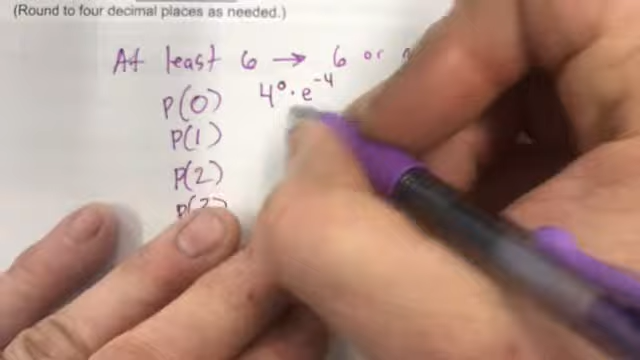 (Round to four decimal places as needed.)
At least 6 → 6 or
P(0) 4⁰·e⁻⁴
P(1)
P(2)